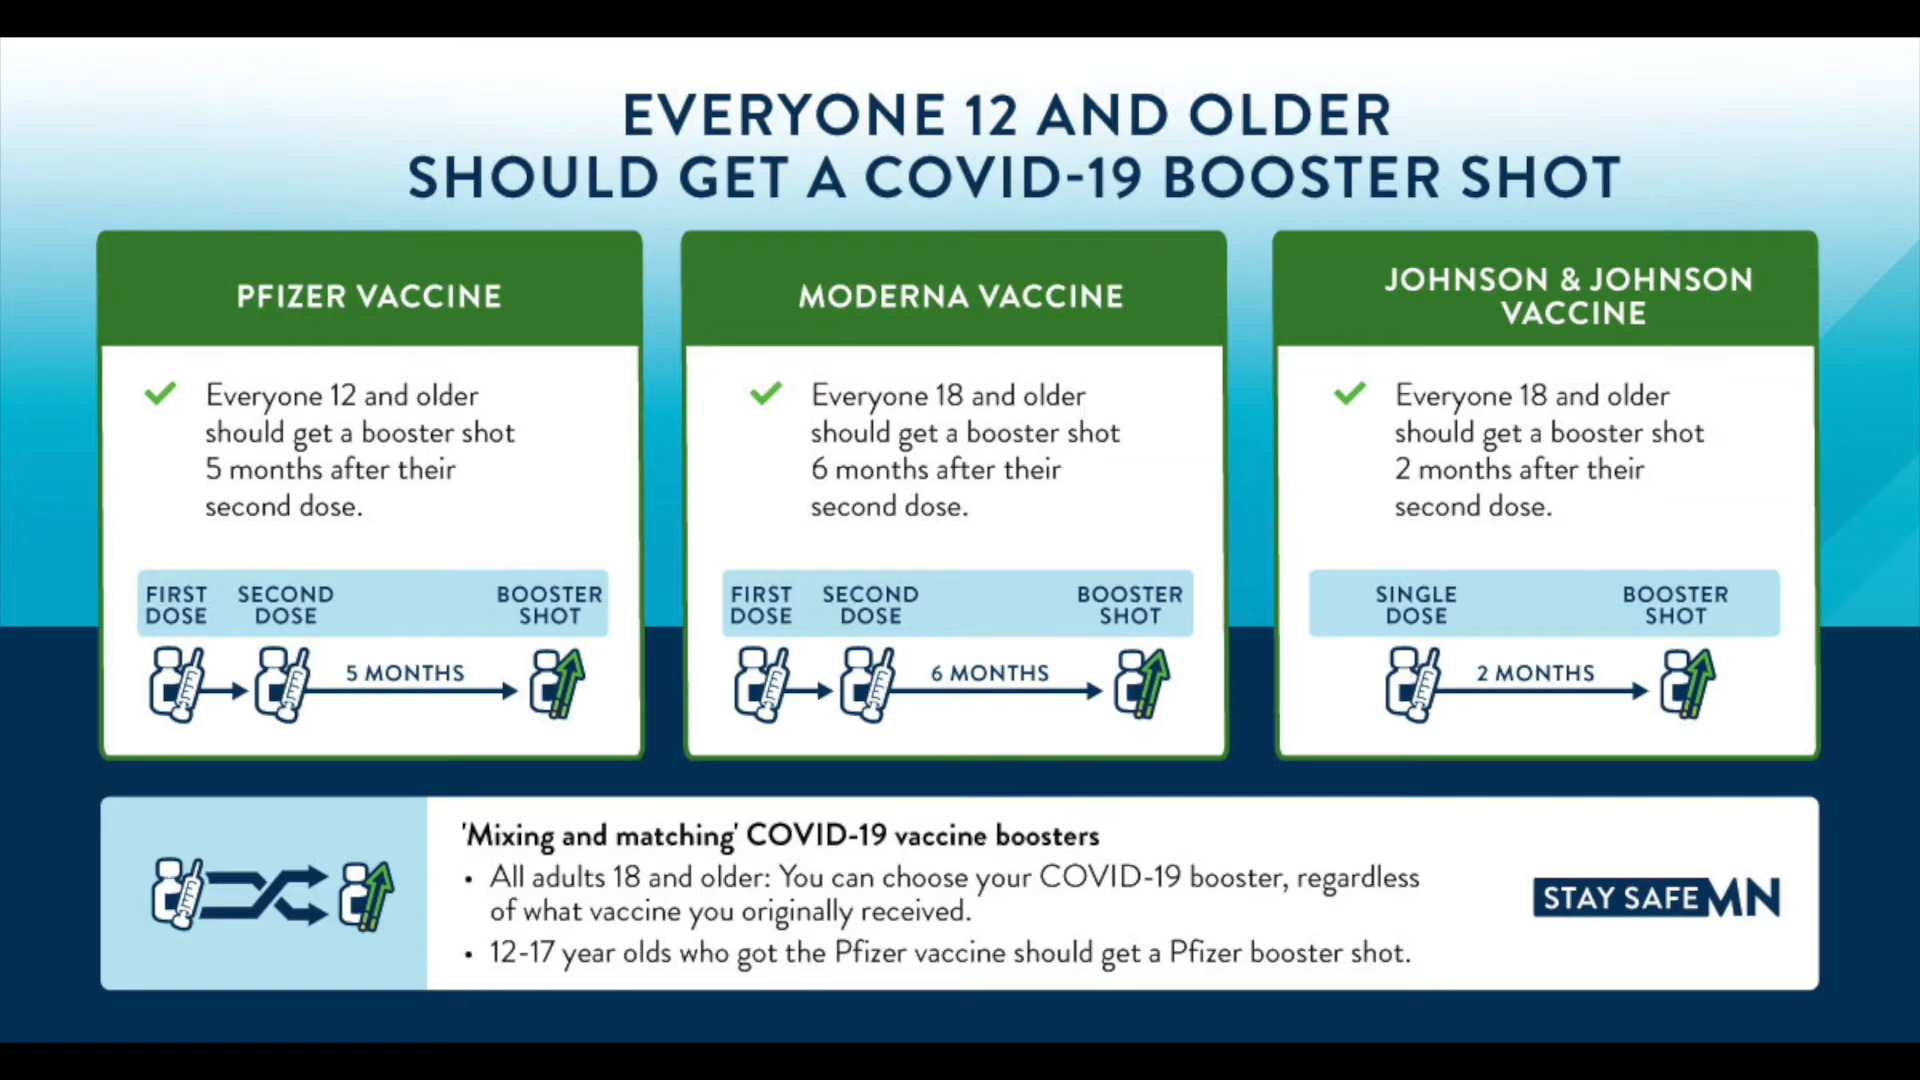 EVERYONE 12 AND OLDER
SHOULD GET A COVID-19 BOOSTER SHOT
PFIZER VACCINE
Everyone 12 and older
should get a booster shot
5 months after their
second dose.
FIRST DOSE
SECOND DOSE
BOOSTER SHOT
5 MONTHS
MODERNA VACCINE
Everyone 18 and older
should get a booster shot
6 months after their
second dose.
FIRST DOSE
SECOND DOSE
BOOSTER SHOT
6 MONTHS
JOHNSON & JOHNSON
VACCINE
Everyone 18 and older
should get a booster shot
2 months after their
second dose.
SINGLE DOSE
BOOSTER SHOT
2 MONTHS
'Mixing and matching' COVID-19 vaccine boosters
• All adults 18 and older: You can choose your COVID-19 booster, regardless
of what vaccine you originally received.
• 12-17 year olds who got the Pfizer vaccine should get a Pfizer booster shot.
STAY SAFE MN